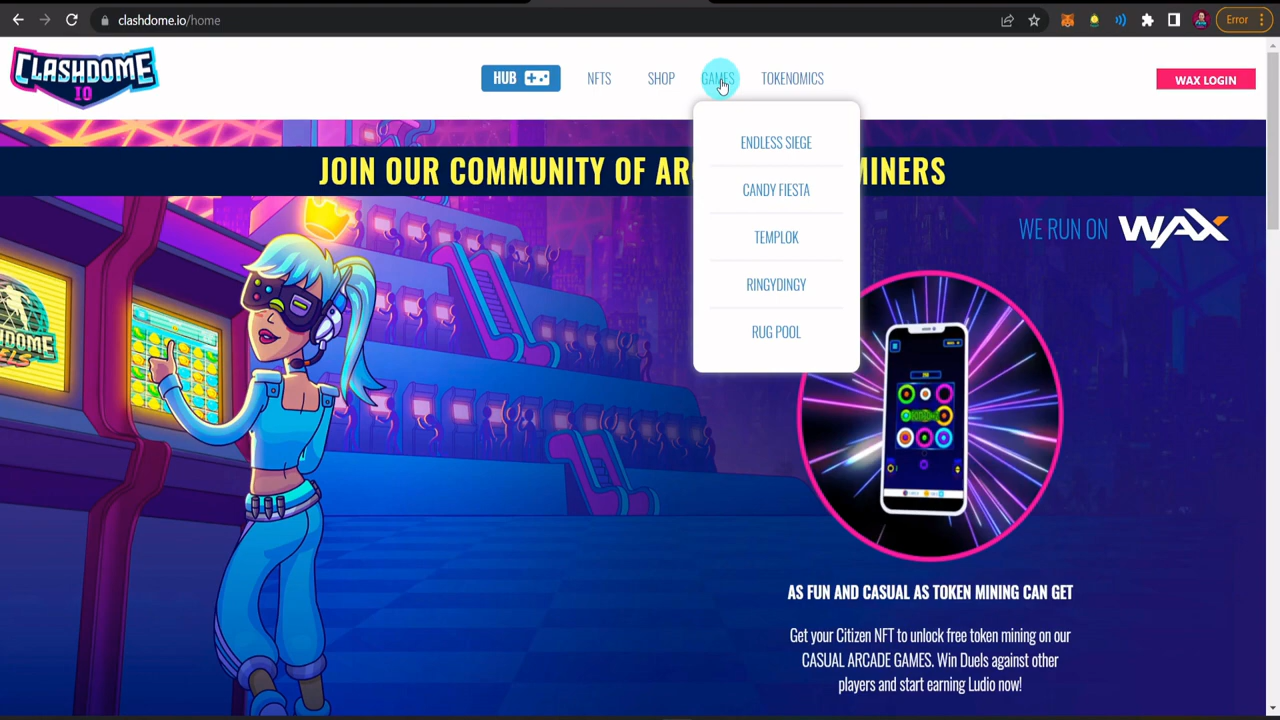 clashdome.io/home
Error
CLASHDOME
IO
HUB
NFTS
SHOP
GAMES
TOKENOMICS
WAX LOGIN
ENDLESS SIEGE
CANDY FIESTA
TEMPLOK
RINGYDINGY
RUG POOL
JOIN OUR COMMUNITY OF AR MINERS
WE RUN ON WAX
AS FUN AND CASUAL AS TOKEN MINING CAN GET
Get your Citizen NFT to unlock free token mining on our
CASUAL ARCADE GAMES. Win Duels against other
players and start earning Ludio now!